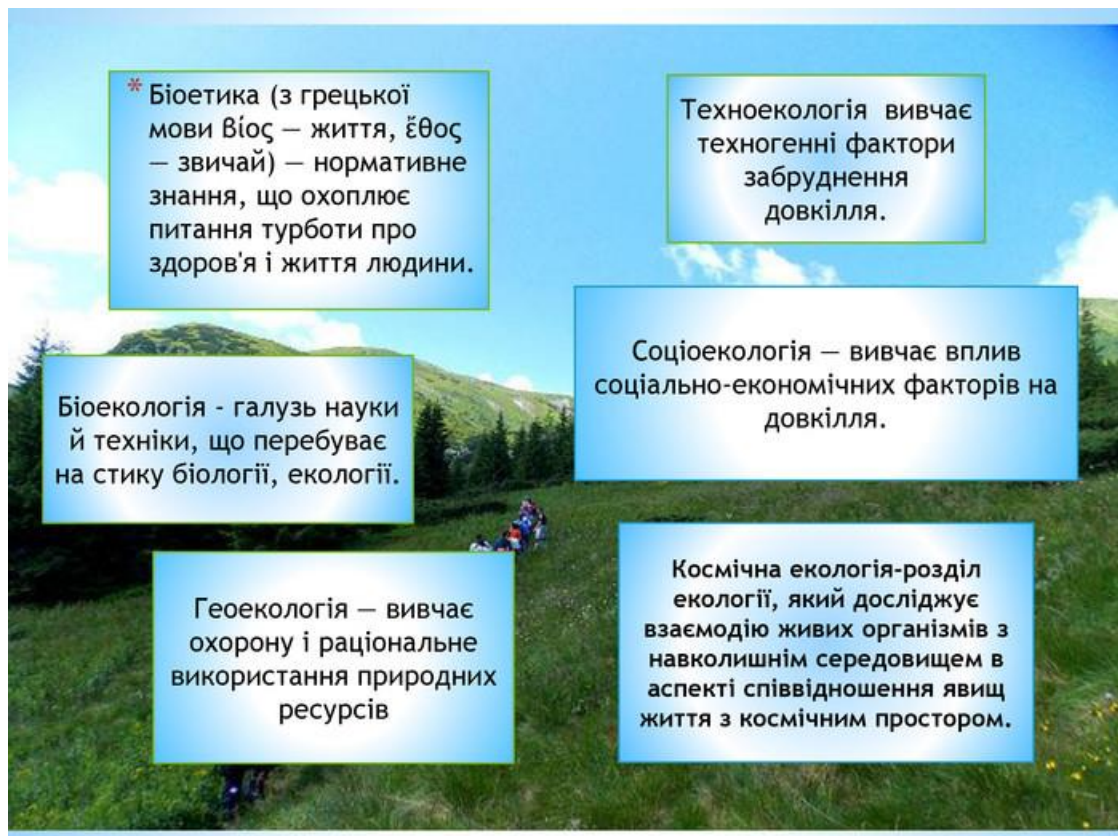 * Біоетика (з грецької
мови βίος — життя, ἔθος
— звичай) — нормативне
знання, що охоплює
питання турботи про
здоров'я і життя людини.
Техноекологія вивчає
техногенні фактори
забруднення
довкілля.
Біоекологія - галузь науки
й техніки, що перебуває
на стику біології, екології.
Соціоекологія — вивчає вплив
соціально-економічних факторів на
довкілля.
Геоекологія — вивчає
охорону і раціональне
використання природних
ресурсів
Космічна екологія-розділ
екології, який досліджує
взаємодію живих організмів з
навколишнім середовищем в
аспекті співвідношення явищ
життя з космічним простором.